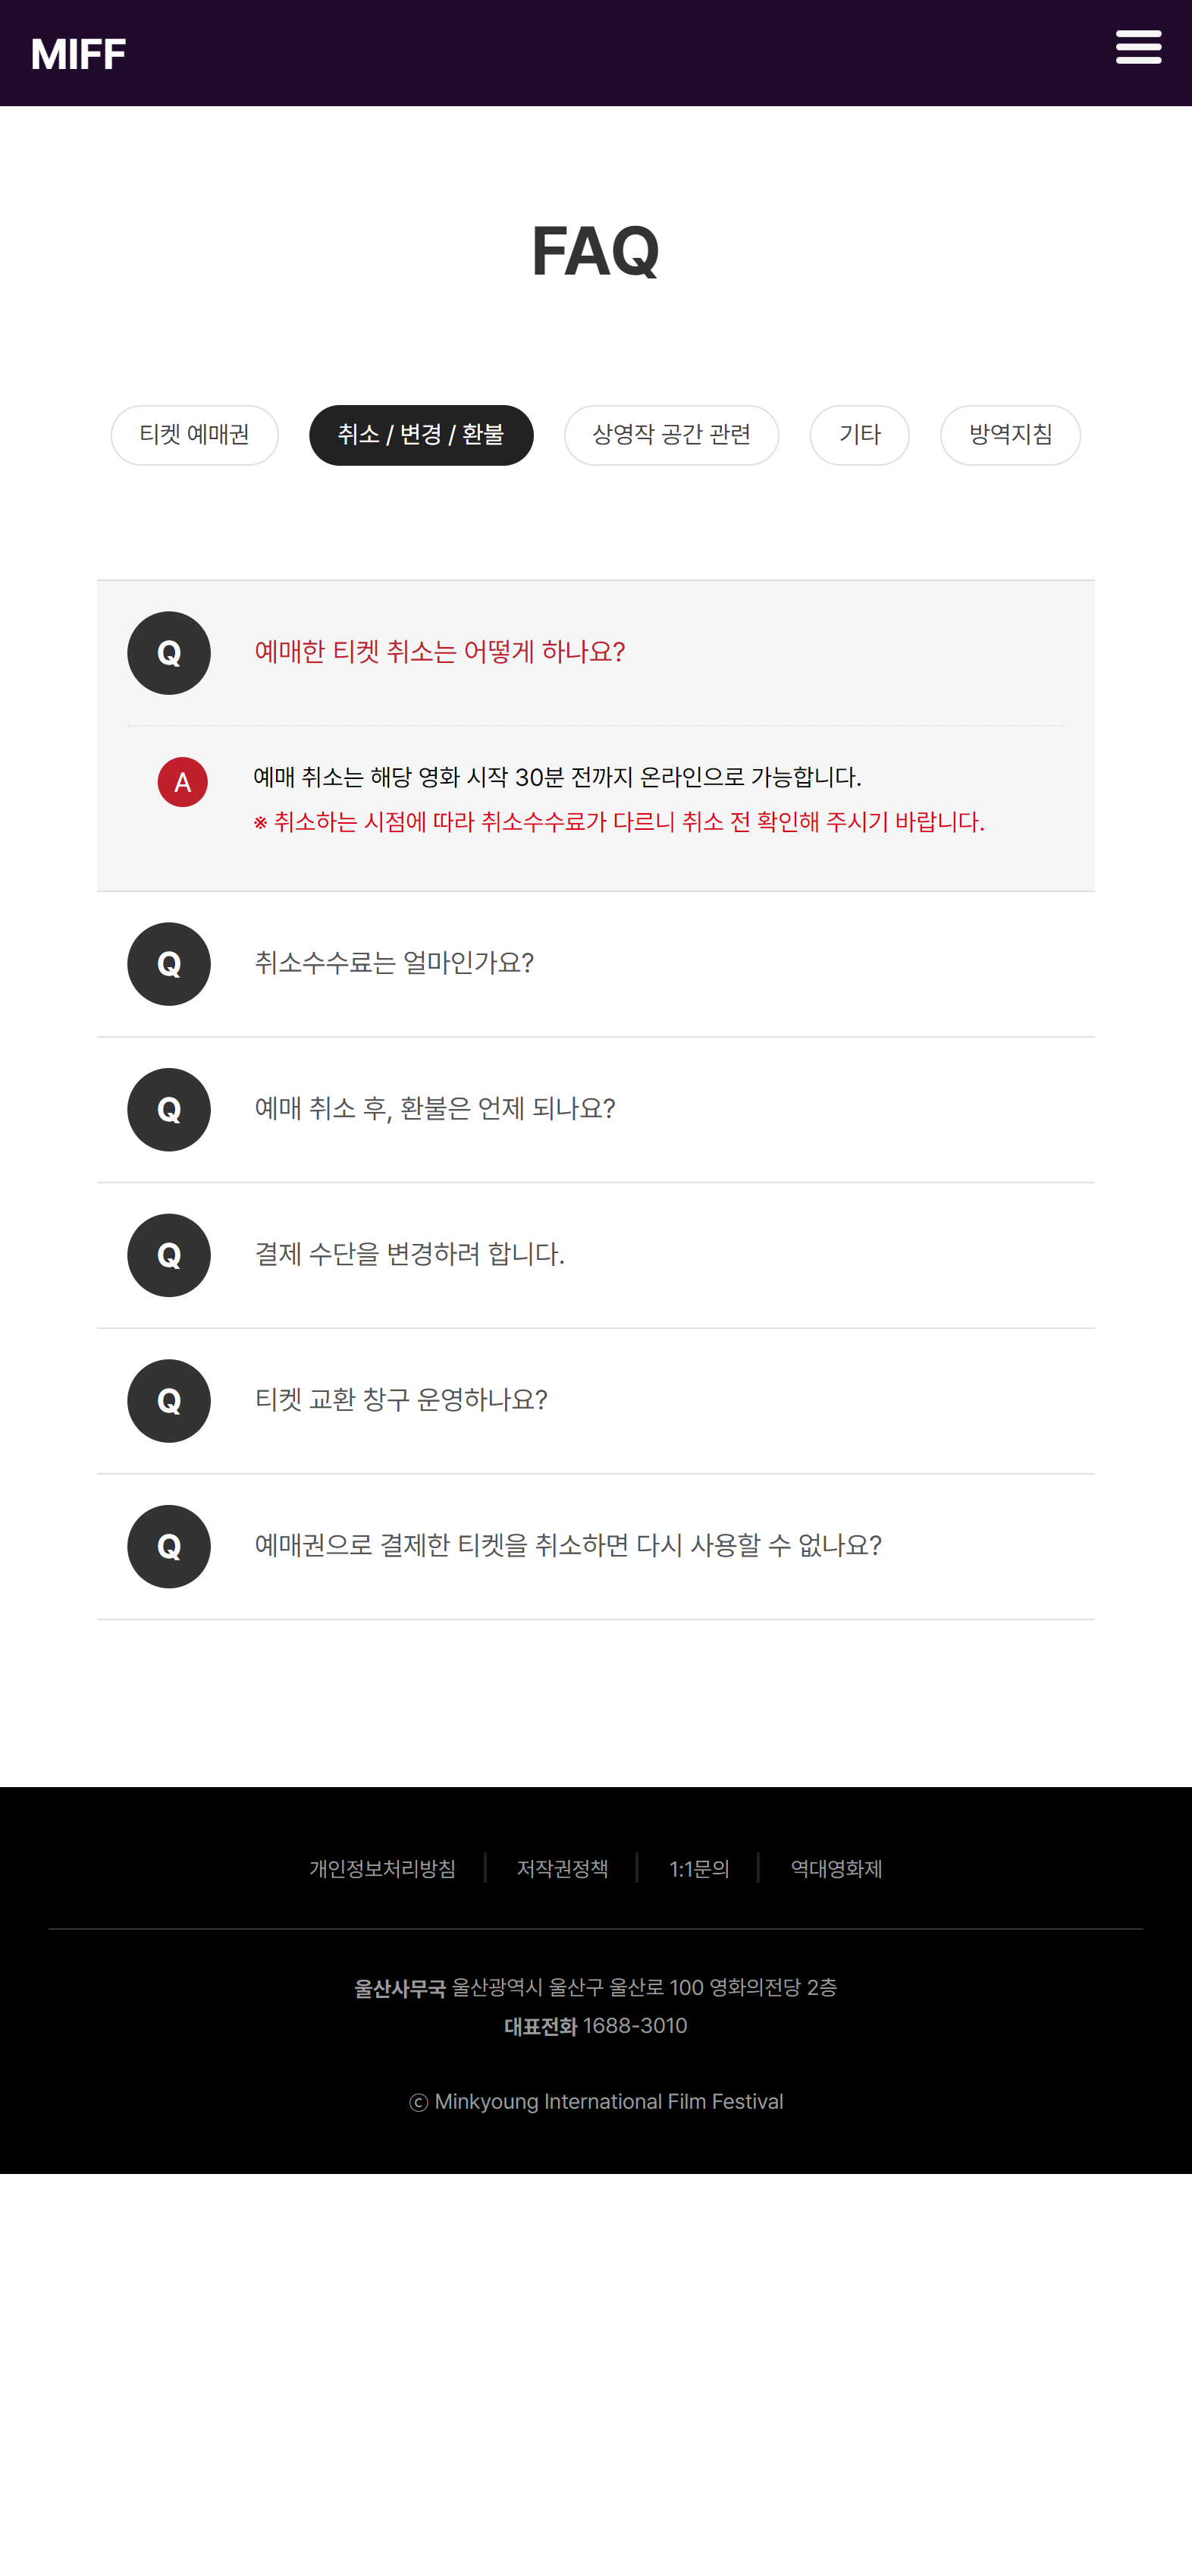 MIFF
FAQ
티켓 예매권
취소 / 변경 / 환불
상영작 공간 관련
기타
방역지침
Q
예매한 티켓 취소는 어떻게 하나요?
A
예매 취소는 해당 영화 시작 30분 전까지 온라인으로 가능합니다.
※ 취소하는 시점에 따라 취소수수료가 다르니 취소 전 확인해 주시기 바랍니다.
Q
취소수수료는 얼마인가요?
Q
예매 취소 후, 환불은 언제 되나요?
Q
결제 수단을 변경하려 합니다.
Q
티켓 교환 창구 운영하나요?
Q
예매권으로 결제한 티켓을 취소하면 다시 사용할 수 없나요?
개인정보처리방침
저작권정책
1:1문의
역대영화제
울산사무국 울산광역시 울산구 울산로 100 영화의전당 2층
대표전화 1688-3010
ⓒ Minkyoung International Film Festival